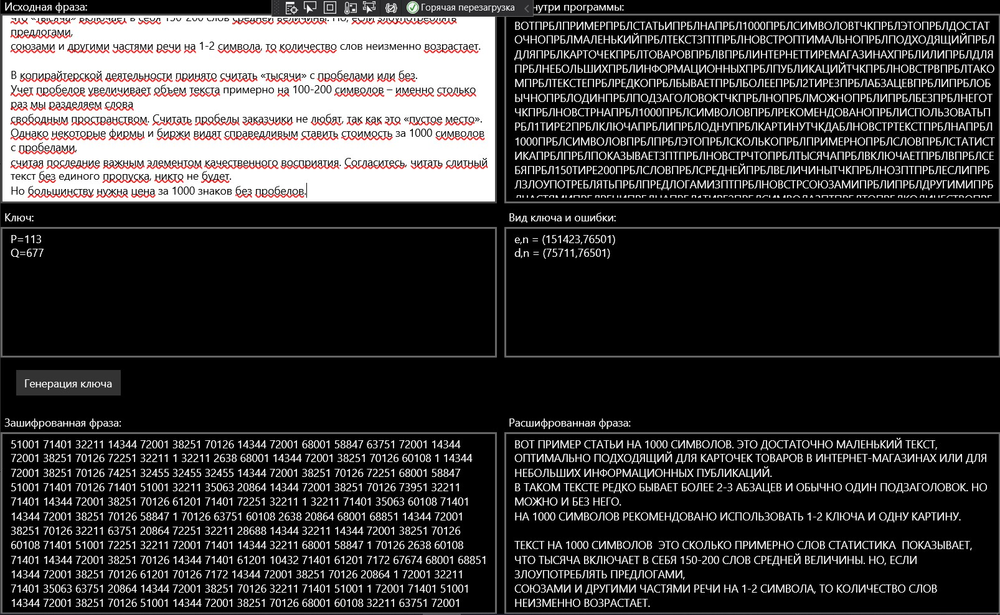 Исходная фраза:
Горячая перезагрузка
нутри программы:
что «тысяча» включает в себя 150-200 слов средней величины. Но, если злоупотреблять
предлогами,
союзами и другими частями речи на 1-2 символа, то количество слов неизменно возрастает.
В копирайтерской деятельности принято считать «тысячи» с пробелами или без.
Учет пробелов увеличивает объем текста примерно на 100-200 символов – именно столько
раз мы разделяем слова
свободным пространством. Считать пробелы заказчики не любят, так как это «пустое место».
Однако некоторые фирмы и биржи видят справедливым ставить стоимость за 1000 символов
с пробелами,
считая последние важным элементом качественного восприятия. Согласитесь, читать слитный
текст без единого пропуска, никто не будет.
Но большинству нужна цена за 1000 знаков без пробелов.
ВОТПРБЛПРИМЕРПРБЛСТАТЬИПРБЛНАПРБЛ1000ПРБЛСИМВОЛОВТЧКПРБЛЭТОПРБЛДОСТАТ
ОЧНОПРБЛМАЛЕНЬКИЙПРБЛТЕКСТЗПТПРБЛНОВСТРОПТИМАЛЬНОПРБЛПОДХОДЯЩИЙПРБЛ
ДЛЯПРБЛКАРТОЧЕКПРБЛТОВАРОВПРБЛВПРБЛИНТЕРНЕТТИРЕМАГАЗИНАХПРБЛИЛИПРБЛДЛЯ
ПРБЛНЕБОЛЬШИХПРБЛИНФОРМАЦИОННЫХПРБЛПУБЛИКАЦИЙТЧКПРБЛНОВСТРВПРБЛТАКО
МПРБЛТЕКСТЕПРБЛРЕДКОПРБЛБЫВАЕТПРБЛБОЛЕЕПРБЛ2ТИРЕ3ПРБЛАБЗАЦЕВПРБЛИПРБЛОБ
ЫЧНОПРБЛОДИНПРБЛПОДЗАГОЛОВОКТЧКПРБЛНОПРБЛМОЖНОПРБЛИПРБЛБЕЗПРБЛНЕГОТ
ЧКПРБЛНОВСТРНАПРБЛ1000ПРБЛСИМВОЛОВПРБЛРЕКОМЕНДОВАНОПРБЛИСПОЛЬЗОВАТЬП
РБЛ1ТИРЕ2ПРБЛКЛЮЧАПРБЛИПРБЛОДНУПРБЛКАРТИНУТЧКДАБЛНОВСТРТЕКСТПРБЛНАПРБЛ
1000ПРБЛСИМВОЛОВПРБЛПРБЛЭТОПРБЛСКОЛЬКОПРБЛПРИМЕРНОПРБЛСЛОВПРБЛСТАТИСТ
ИКАПРБЛПРБЛПОКАЗЫВАЕТЗПТПРБЛНОВСТРЧТОПРБЛТЫСЯЧАПРБЛВКЛЮЧАЕТПРБЛВПРБЛСЕ
БЯПРБЛ150ТИРЕ200ПРБЛСЛОВПРБЛСРЕДНЕЙПРБЛВЕЛИЧИНЫТЧКПРБЛНОЗПТПРБЛЕСЛИПРБ
ЛЗЛОУПОТРЕБЛЯТЬПРБЛПРЕДЛОГАМИЗПТПРБЛНОВСТРСОЮЗАМИПРБЛИПРБЛДРУГИМИПРБ
ЛЧАСТЯМИПРБЛРЕЧИПРБЛНАПРБЛ1ТИРЕ2ПРБЛСИМВОЛАЗПТПРБЛТОПРБЛКОЛИЧЕСТВОПРБ
Ключ:
Вид ключа и ошибки:
P=113
Q=677
e,n = (151423,76501)
d,n = (75711,76501)
Генерация ключа
Зашифрованная фраза:
Расшифрованная фраза:
51001 71401 32211 14344 72001 38251 70126 14344 72001 68001 58847 63751 72001 14344
72001 38251 70126 72251 32211 1 32211 2638 68001 14344 72001 38251 70126 60108 1 14344
72001 38251 70126 74251 32455 32455 32455 14344 72001 38251 70126 72251 68001 58847
51001 71401 70126 71401 51001 32211 35063 20864 14344 72001 38251 70126 73951 32211
71401 14344 72001 38251 70126 61201 71401 72251 32211 1 32211 71401 35063 60108 71401
14344 72001 38251 70126 58847 1 70126 63751 60108 2638 20864 68001 68851 14344 72001
38251 70126 32211 63751 20864 72251 32211 28688 14344 32211 14344 72001 38251 70126
60108 71401 51001 72251 32211 72001 71401 14344 32211 68001 58847 1 70126 2638 60108
71401 14344 72001 38251 70126 14344 71401 61201 10432 71401 61201 7172 67674 68001 68851
14344 72001 38251 70126 61201 70126 7172 14344 72001 38251 70126 20864 1 72001 32211
71401 35063 63751 20864 14344 72001 38251 70126 32211 71401 51001 1 72001 71401 51001
14344 72001 38251 70126 51001 14344 72001 38251 70126 68001 60108 32211 63751 72001
ВОТ ПРИМЕР СТАТЬИ НА 1000 СИМВОЛОВ. ЭТО ДОСТАТОЧНО МАЛЕНЬКИЙ ТЕКСТ,
ОПТИМАЛЬНО ПОДХОДЯЩИЙ ДЛЯ КАРТОЧЕК ТОВАРОВ В ИНТЕРНЕТ-МАГАЗИНАХ ИЛИ ДЛЯ
НЕБОЛЬШИХ ИНФОРМАЦИОННЫХ ПУБЛИКАЦИЙ.
В ТАКОМ ТЕКСТЕ РЕДКО БЫВАЕТ БОЛЕЕ 2-3 АБЗАЦЕВ И ОБЫЧНО ОДИН ПОДЗАГОЛОВОК. НО
МОЖНО И БЕЗ НЕГО.
НА 1000 СИМВОЛОВ РЕКОМЕНДОВАНО ИСПОЛЬЗОВАТЬ 1-2 КЛЮЧА И ОДНУ КАРТИНУ.
ТЕКСТ НА 1000 СИМВОЛОВ  ЭТО СКОЛЬКО ПРИМЕРНО СЛОВ СТАТИСТИКА  ПОКАЗЫВАЕТ,
ЧТО ТЫСЯЧА ВКЛЮЧАЕТ В СЕБЯ 150-200 СЛОВ СРЕДНЕЙ ВЕЛИЧИНЫ. НО, ЕСЛИ
ЗЛОУПОТРЕБЛЯТЬ ПРЕДЛОГАМИ,
СОЮЗАМИ И ДРУГИМИ ЧАСТЯМИ РЕЧИ НА 1-2 СИМВОЛА, ТО КОЛИЧЕСТВО СЛОВ
НЕИЗМЕННО ВОЗРАСТАЕТ.